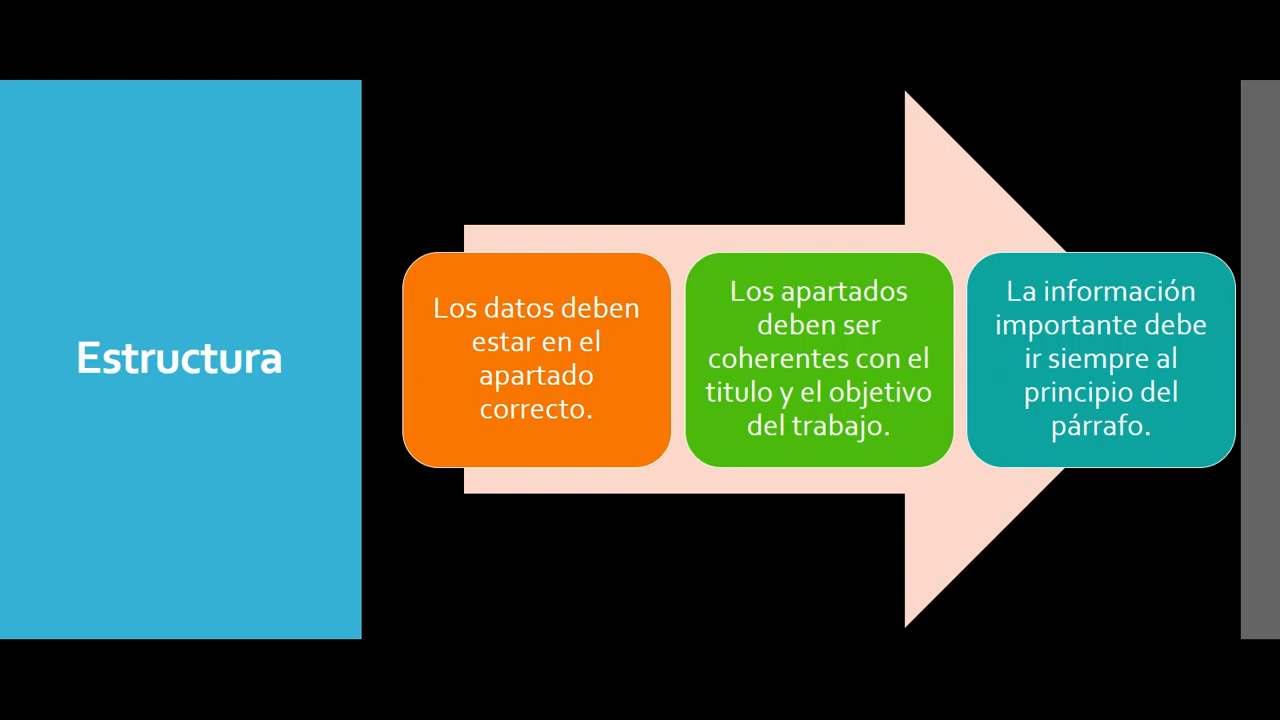 Estructura
Los datos deben
estar en el
apartado
correcto.
Los apartados
deben ser
coherentes con el
titulo y el objetivo
del trabajo.
La información
importante debe
ir siempre al
principio del
párrafo.